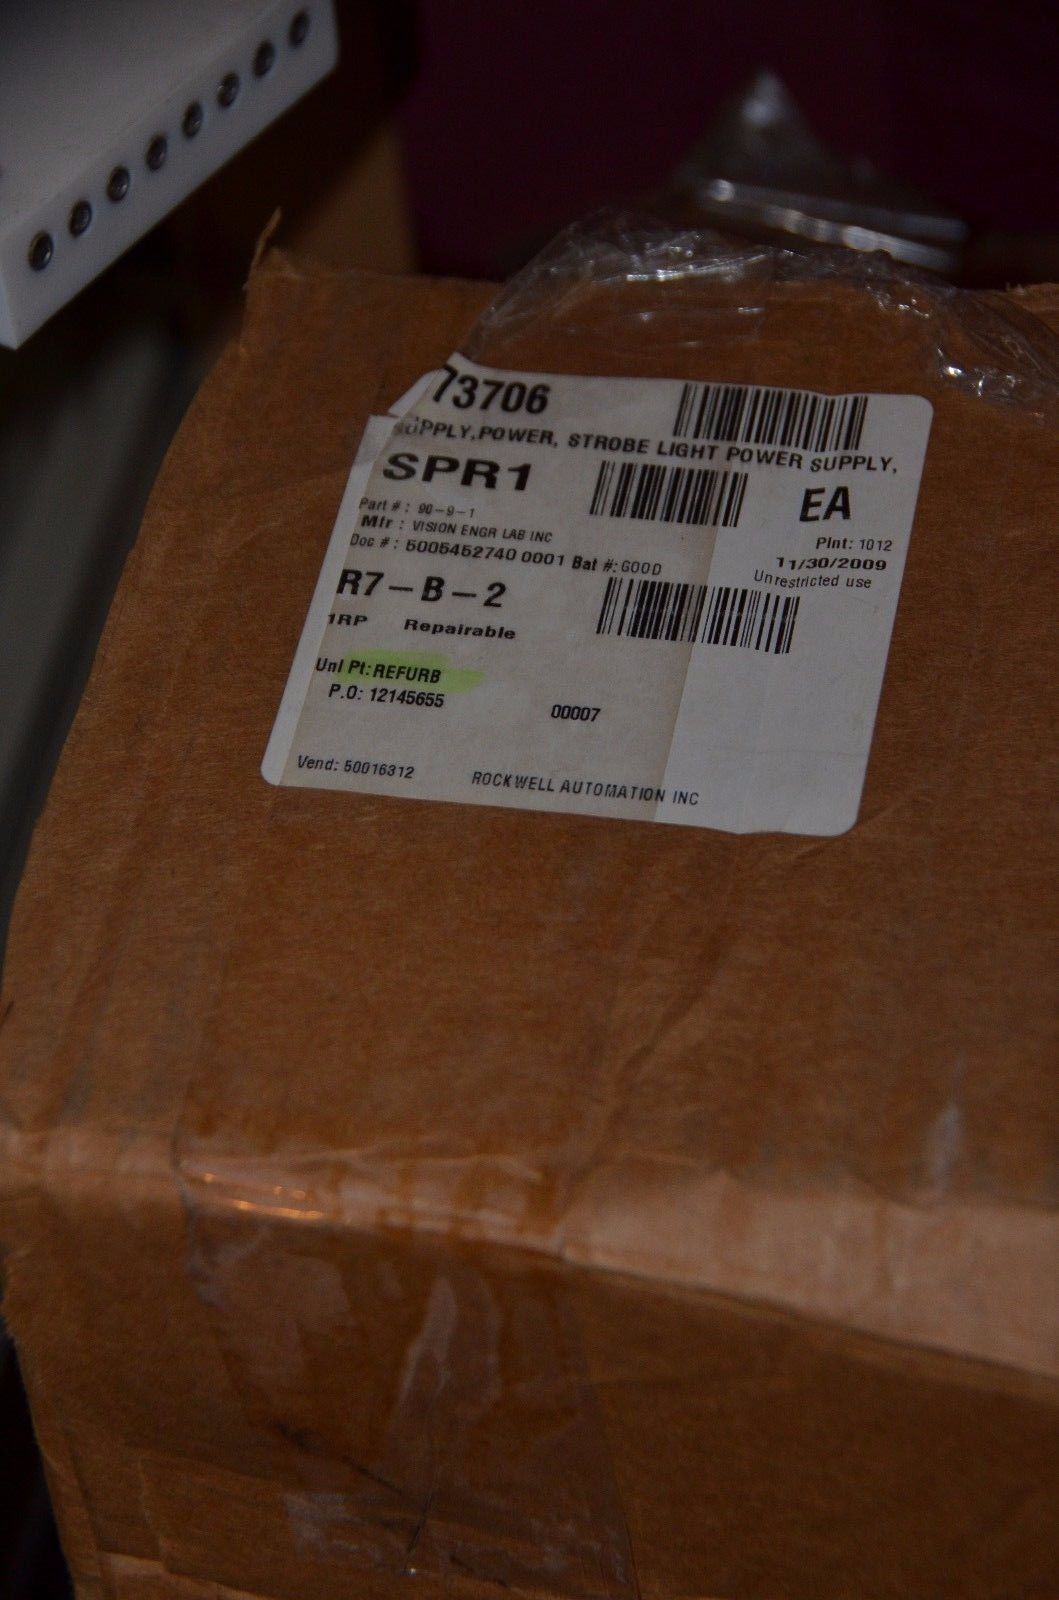 73706
SUPPLY,POWER, STROBE LIGHT POWER SUPPLY,
SPR1
EA
Part # : 90-9-1
Mfr : VISION ENGR LAB INC
Plnt: 1012
Doc # : 5005452740 0001 Bat #: GOOD
11/30/2009
Unrestricted use
R7-B-2
1RP Repairable
Unl Pt: REFURB
P.O: 12145655
00007
Vend: 50016312
ROCKWELL AUTOMATION INC